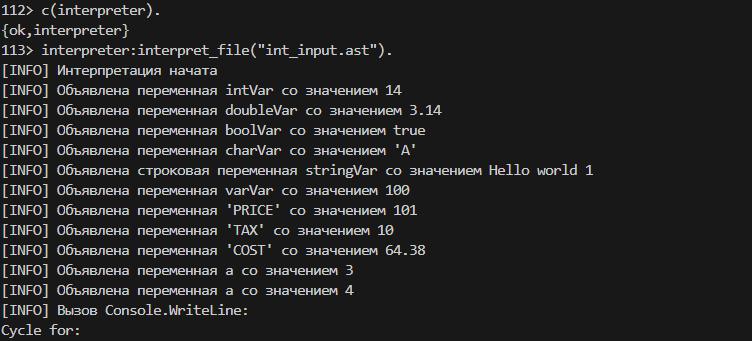 112> c(interpreter).
{ok,interpreter}
113> interpreter:interpret_file("int_input.ast").
[INFO] Интерпретация начата
[INFO] Объявлена переменная intVar со значением 14
[INFO] Объявлена переменная doubleVar со значением 3.14
[INFO] Объявлена переменная boolVar со значением true
[INFO] Объявлена переменная charVar со значением 'A'
[INFO] Объявлена строковая переменная stringVar со значением Hello world 1
[INFO] Объявлена переменная varVar со значением 100
[INFO] Объявлена переменная 'PRICE' со значением 101
[INFO] Объявлена переменная 'TAX' со значением 10
[INFO] Объявлена переменная 'COST' со значением 64.38
[INFO] Объявлена переменная a со значением 3
[INFO] Объявлена переменная a со значением 4
[INFO] Вызов Console.WriteLine:
Cycle for: